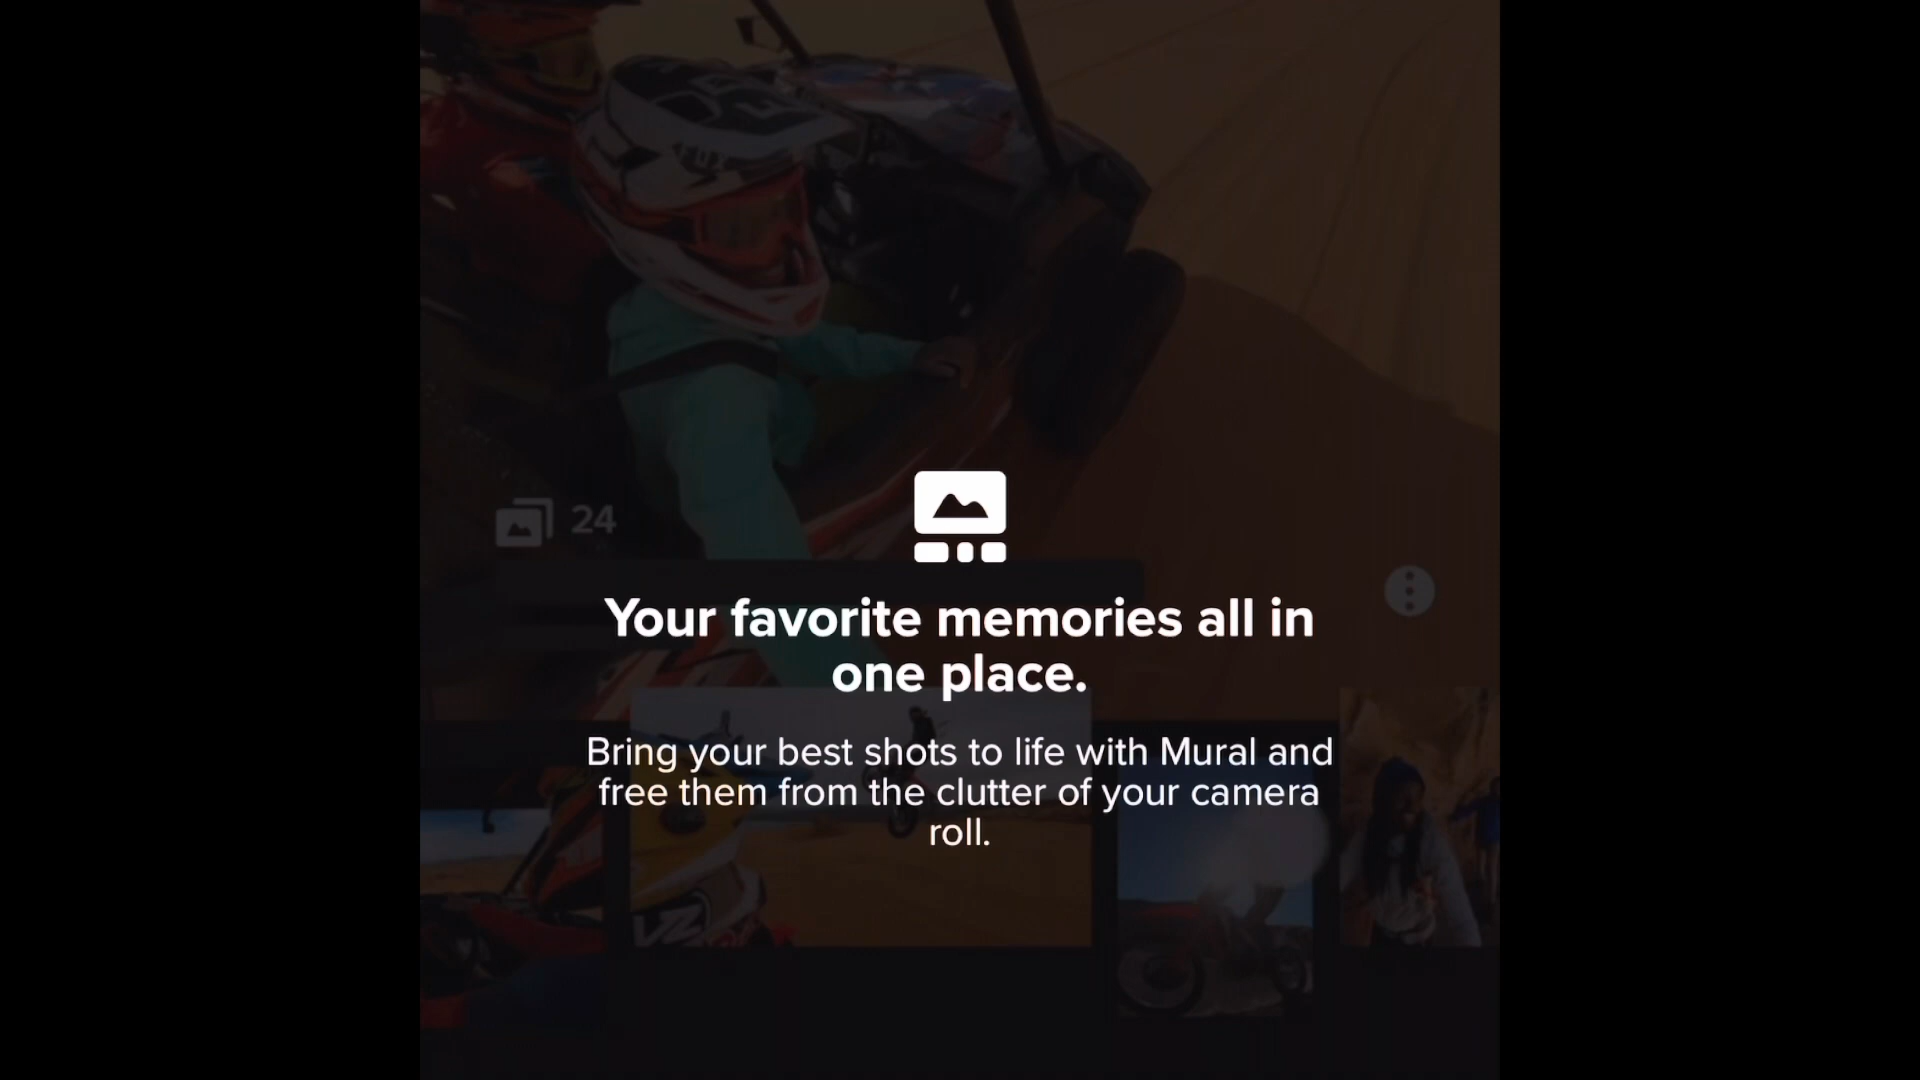 24
Your favorite memories all in
one place.
Bring your best shots to life with Mural and
free them from the clutter of your camera
roll.